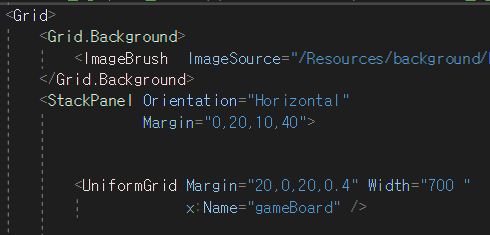 <Grid>
<Grid.Background>
<ImageBrush ImageSource="/Resources/background/
</Grid.Background>
<StackPanel Orientation="Horizontal"
Margin="0,20,10,40">
<UniformGrid Margin="20,0,20,0.4" Width="700 "
x:Name="gameBoard" />